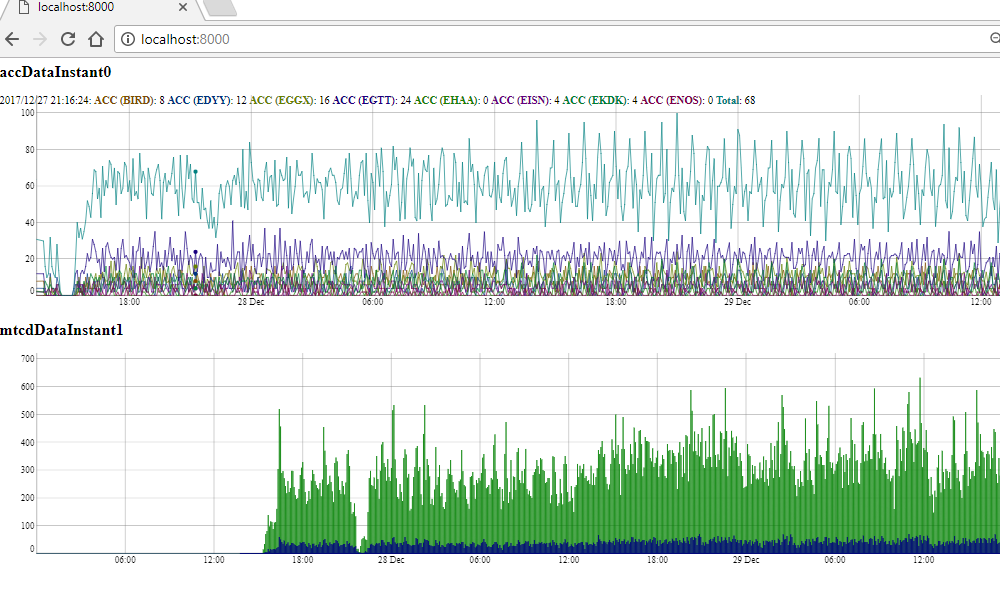 localhost:8000
localhost:8000
accDataInstant0
2017/12/27 21:16:24: ACC (BIRD): 8 ACC (EDYY): 12 ACC (EGGX): 16 ACC (EGTT): 24 ACC (EHAA): 0 ACC (EISN): 4 ACC (EKDK): 4 ACC (ENOS): 0 Total: 68
100
80
60
40
20
0
18:00 28 Dec 06:00 12:00 18:00 29 Dec 06:00 12:00
mtcdDataInstant1
700
600
500
400
300
200
100
0
06:00 12:00 18:00 28 Dec 06:00 12:00 18:00 29 Dec 06:00 12:00